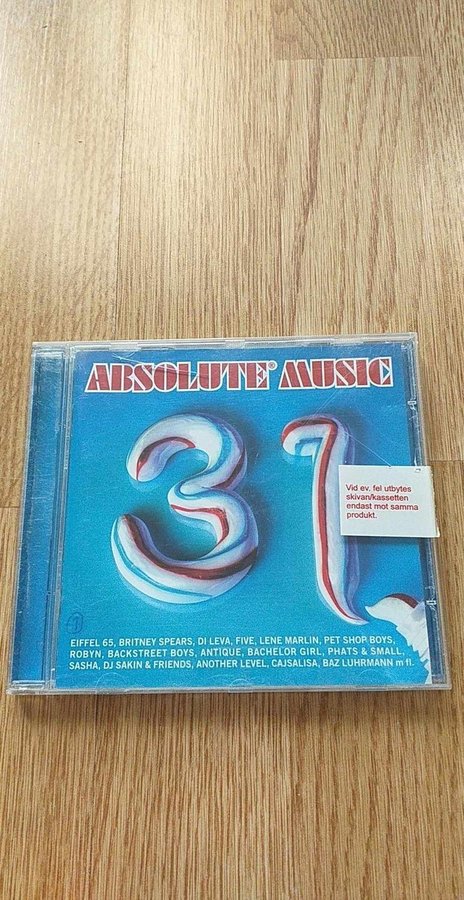 ABSOLUTE® MUSIC
31
Vid ev. fel utbytes
skivan/kassetten
endast mot samma
produkt.
EIFFEL 65, BRITNEY SPEARS, DI LEVA, FIVE, LENE MARLIN, PET SHOP BOYS,
ROBYN, BACKSTREET BOYS, ANTIQUE, BACHELOR GIRL, PHATS & SMALL,
SASHA, DJ SAKIN & FRIENDS, ANOTHER LEVEL, CAJSALISA, BAZ LUHRMANN m fl.